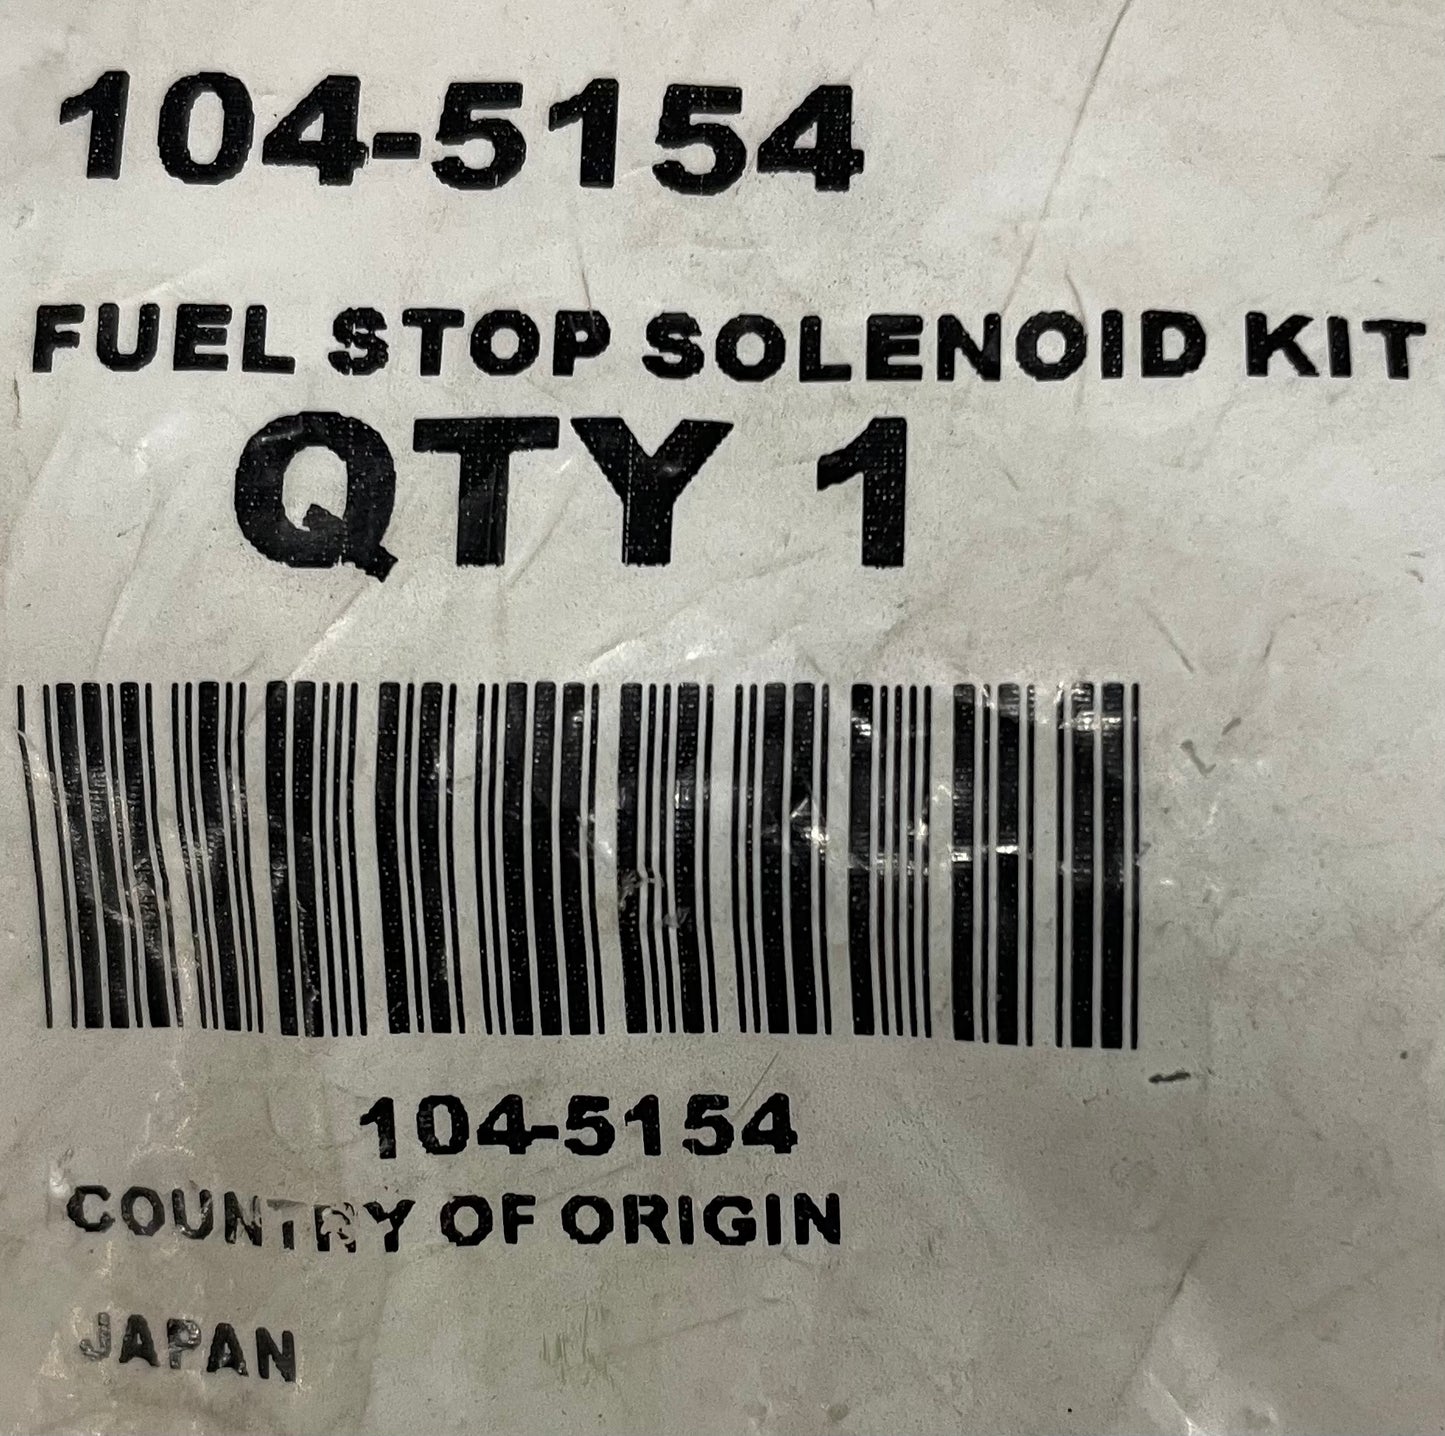 104-5154
FUEL STOP SOLENOID KIT
QTY 1
104-5154
COUNTRY OF ORIGIN
JAPAN